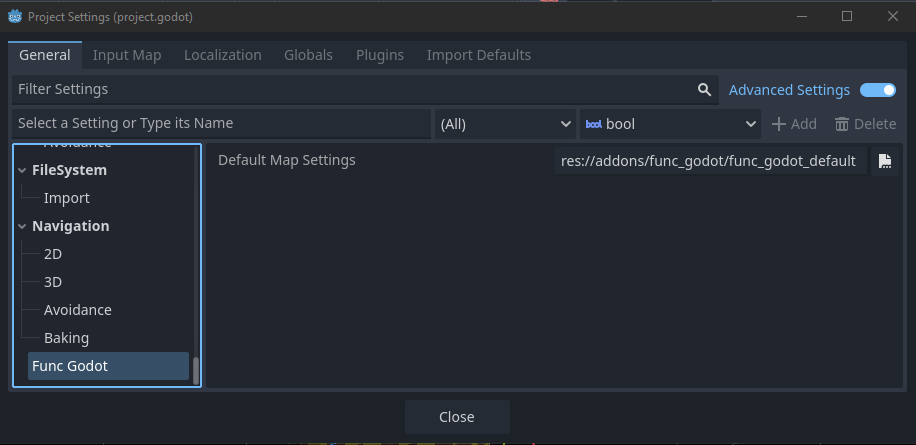 Project Settings (project.godot)
General Input Map Localization Globals Plugins Import Defaults
Filter Settings Advanced Settings
Select a Setting or Type its Name (All) bool bool Add Delete
Avoidance
FileSystem
Import
Navigation
2D
3D
Avoidance
Baking
Func Godot
Default Map Settings res://addons/func_godot/func_godot_default
Close